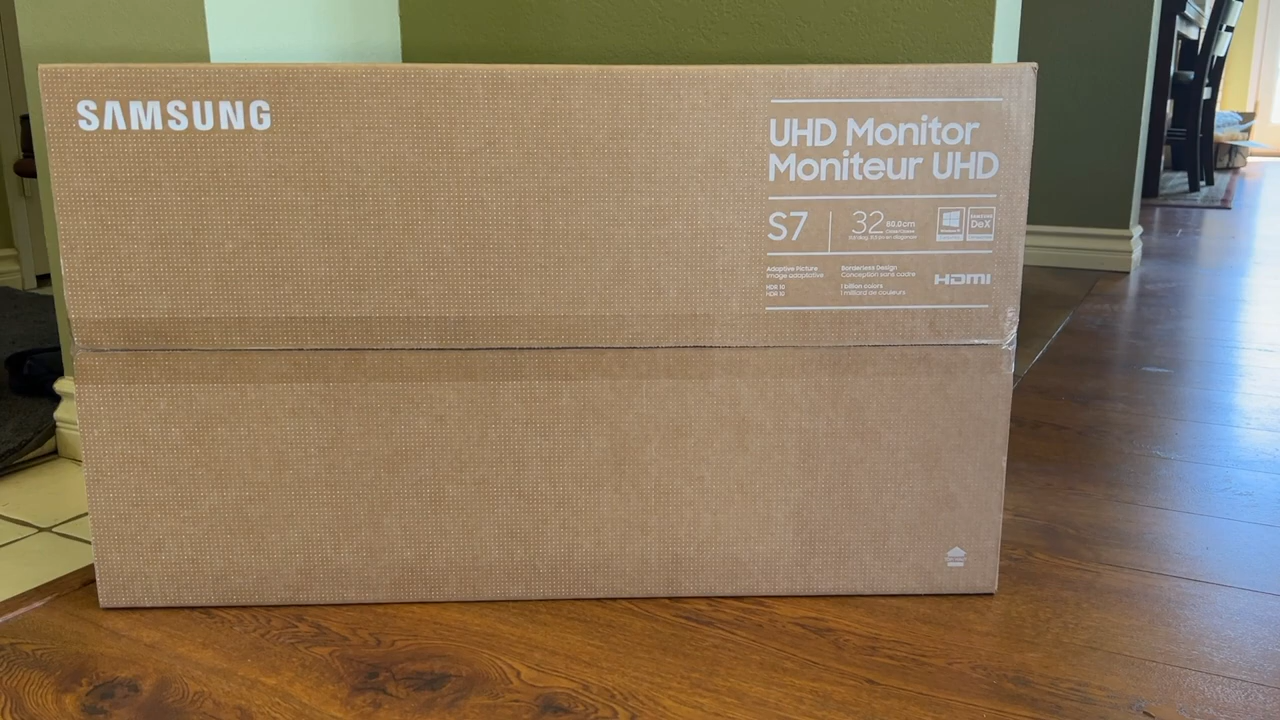 SAMSUNG
UHD Monitor
Moniteur UHD
S7
32 80.0cm
Adaptive Picture
Image adaptative
Borderless Design
Conception sans cadre
HDR 10
HDR 10
1 billion colors
1 milliard de couleurs
SAMSUNG
DeX
HDMI